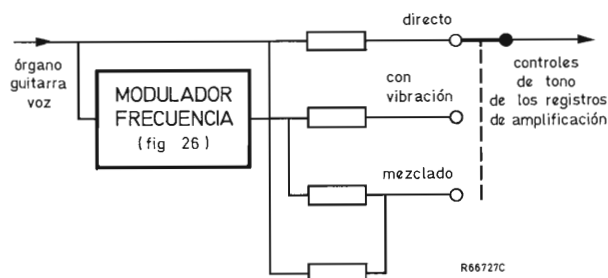 directo
órgano
guitarra
voz
MODULADOR
FRECUENCIA
(fig 26)
con
vibración
mezclado
controles
de tono
de los registros
de amplificación
R66727C